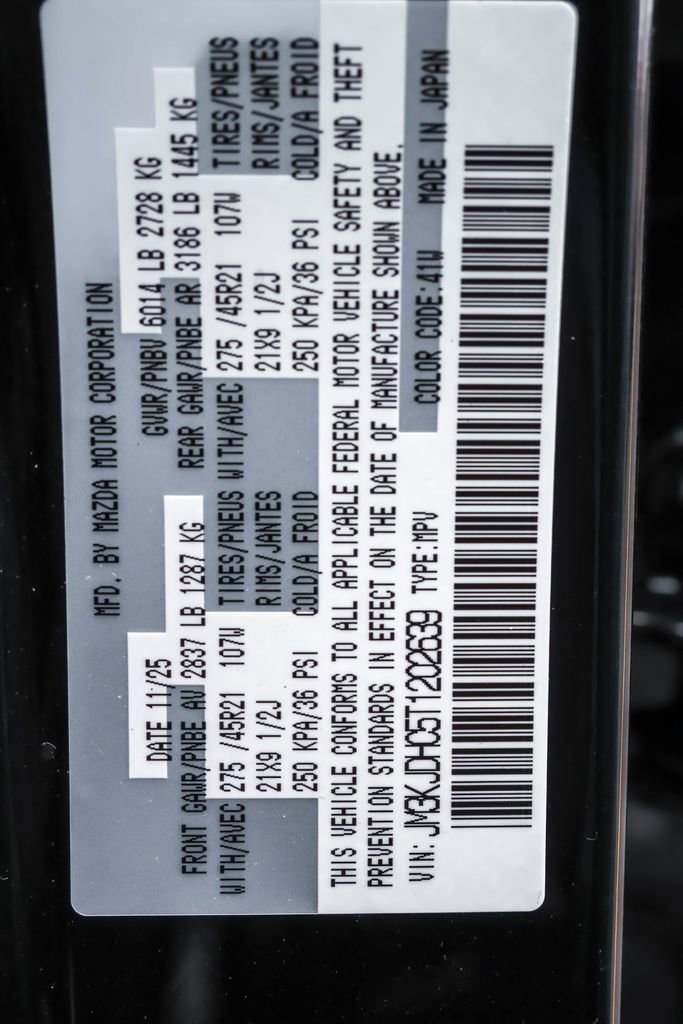 MFD. BY MAZDA MOTOR CORPORATION
DATE 11/25 GVWR/PNBV 6014 LB 2728 KG
FRONT GAWR/PNBE AV 2837 LB 1287 KG REAR GAWR/PNBE AR 3186 LB 1445 KG
WITH/AVEC 275 /45R21 107W TIRES/PNEUS WITH/AVEC 275 /45R21 107W TIRES/PNEUS
21X9 1/2J RIMS/JANTES 21X9 1/2J RIMS/JANTES
250 KPA/36 PSI COLD/A FROID 250 KPA/36 PSI COLD/A FROID
THIS VEHICLE CONFORMS TO ALL APPLICABLE FEDERAL MOTOR VEHICLE SAFETY AND THEFT
PREVENTION STANDARDS IN EFFECT ON THE DATE OF MANUFACTURE SHOWN ABOVE.
VIN: JM3KJDHC5T1202639 TYPE:MPV COLOR CODE:41W MADE IN JAPAN